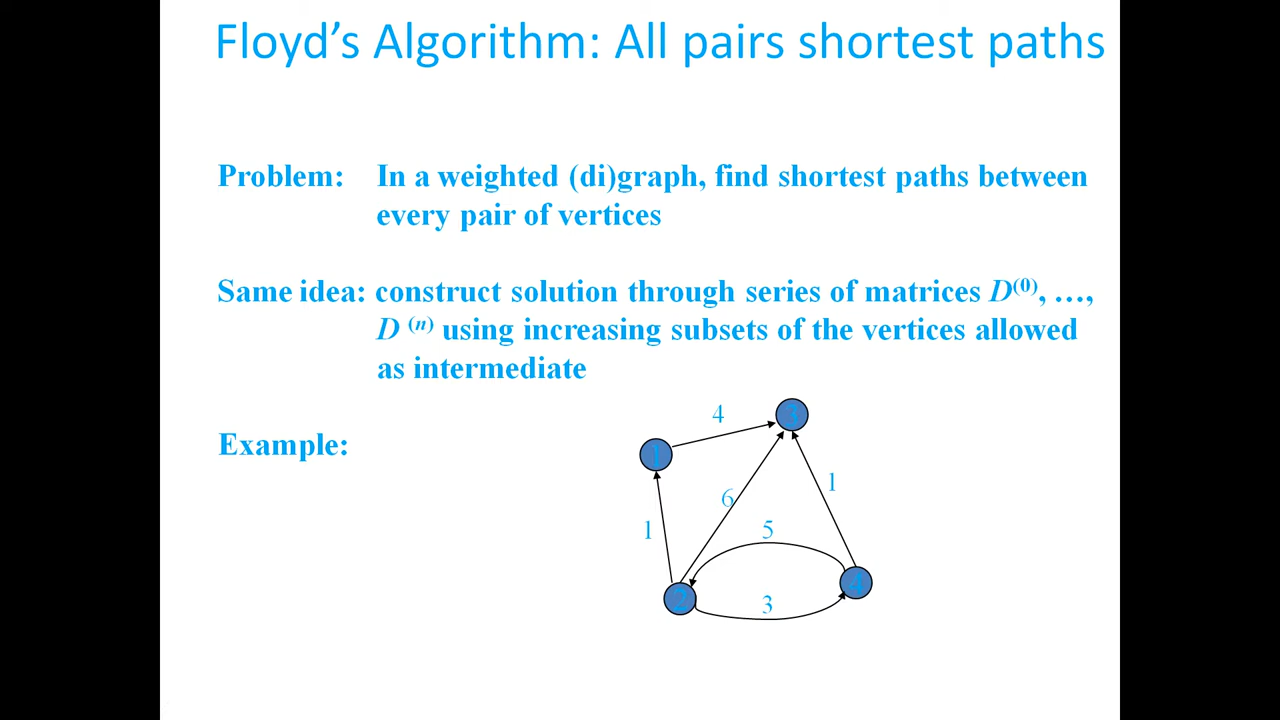 Floyd's Algorithm: All pairs shortest paths
Problem: In a weighted (di)graph, find shortest paths between
every pair of vertices
Same idea: construct solution through series of matrices D(0), …,
D (n) using increasing subsets of the vertices allowed
as intermediate
Example:
4
3
1
6
1
1
5
2
3
4